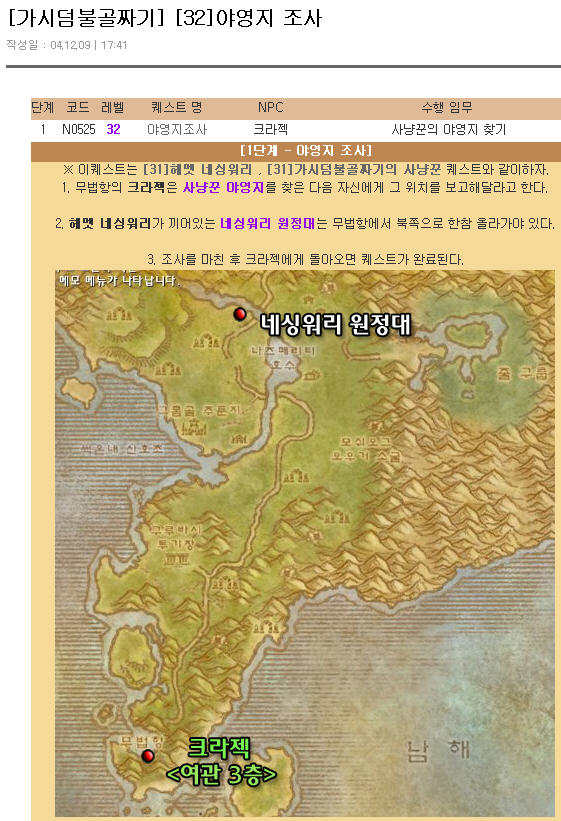 [가시덤불골짜기] [32]야영지 조사
작성일 : 04,12,09 | 17:41
단계 코드 레벨 퀘스트 명 NPC 수행 임무
1 N0525 32 야영지조사 크라젝 사냥꾼의 야영지 찾기
[1단계 - 야영지 조사]
※ 이퀘스트는 [31]헤멧 네싱워리 , [31]가시덤불골짜기의 사냥꾼 퀘스트와 같이하자.
1. 무법항의 크라젝은 사냥꾼 야영지를 찾은 다음 자신에게 그 위치를 보고해달라고 한다.
2. 헤멧 네싱워리가 끼어있는 네싱워리 원정대는 무법항에서 북쪽으로 한참 올라가야 있다.
3. 조사를 마친 후 크라젝에게 돌아오면 퀘스트가 완료된다.
메모 메뉴가 나타납니다.
네싱워리 원정대
나즈페리티
호수
줄 구룹
그롬골 주둔지
모쉬오그
오우거 소굴
구루바시
투기장
무법항
크라젝
<여관 3층>
남 해